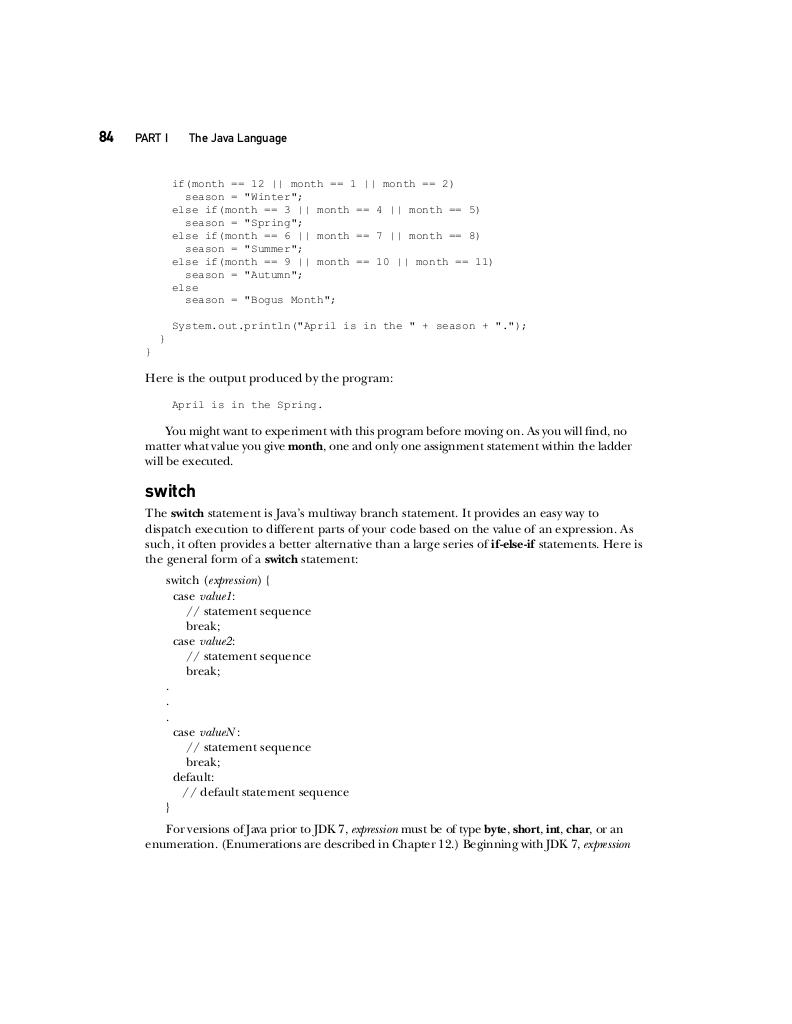 84 PART I The Java Language
if(month == 12 || month == 1 || month == 2)
season = "Winter";
else if(month == 3 || month == 4 || month == 5)
season = "Spring";
else if(month == 6 || month == 7 || month == 8)
season = "Summer";
else if(month == 9 || month == 10 || month == 11)
season = "Autumn";
else
season = "Bogus Month";
System.out.println("April is in the " + season + ".");
}
}
Here is the output produced by the program:
April is in the Spring.
You might want to experiment with this program before moving on. As you will find, no
matter what value you give month, one and only one assignment statement within the ladder
will be executed.
switch
The switch statement is Java’s multiway branch statement. It provides an easy way to
dispatch execution to different parts of your code based on the value of an expression. As
such, it often provides a better alternative than a large series of if-else-if statements. Here is
the general form of a switch statement:
switch (expression) {
case value1:
// statement sequence
break;
case value2:
// statement sequence
break;
.
.
.
case valueN:
// statement sequence
break;
default:
// default statement sequence
}
For versions of Java prior to JDK 7, expression must be of type byte, short, int, char, or an
enumeration. (Enumerations are described in Chapter 12.) Beginning with JDK 7, expression